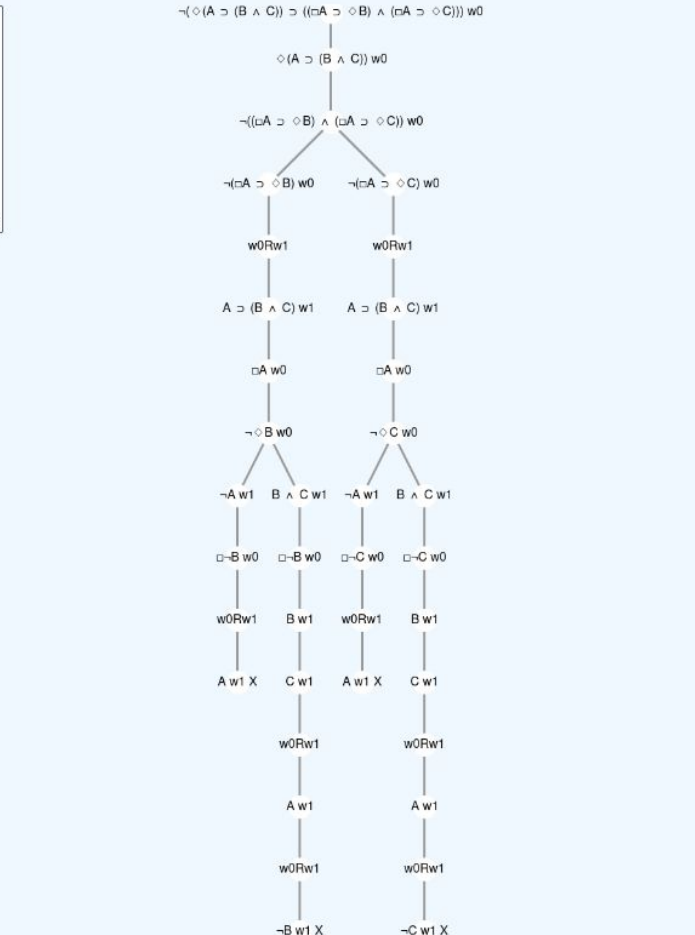 ¬(◇(A ⊃ (B ∧ C)) ⊃ ((□A ⊃ ◇B) ∧ (□A ⊃ ◇C))) w0
◇(A ⊃ (B ∧ C)) w0
¬((□A ⊃ ◇B) ∧ (□A ⊃ ◇C)) w0
¬(□A ⊃ ◇B) w0 ¬(□A ⊃ ◇C) w0
w0Rw1 w0Rw1
A ⊃ (B ∧ C) w1 A ⊃ (B ∧ C) w1
□A w0 □A w0
¬◇B w0 ¬◇C w0
¬A w1 B ∧ C w1 ¬A w1 B ∧ C w1
□¬B w0 □¬B w0 □¬C w0 □¬C w0
w0Rw1 B w1 w0Rw1 B w1
A w1 X C w1 A w1 X C w1
w0Rw1 w0Rw1
A w1 A w1
w0Rw1 w0Rw1
¬B w1 X ¬C w1 X